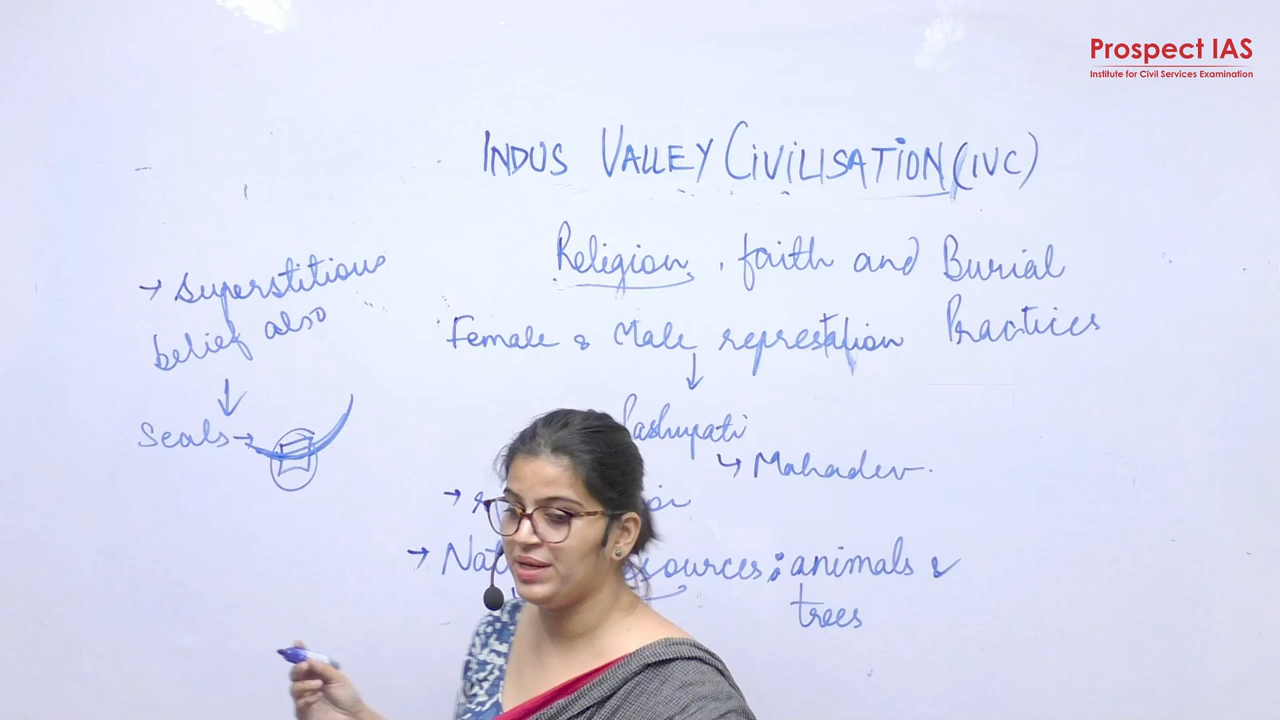 Prospect IAS
Institute for Civil Services Examination
INDUS VALLEY CIVILISATION (IVC)
Religion, faith and Burial
Practices
Female & Male
↓
Pashupati
↳ Mahadev.
→
→ Nat sources; animals &
trees
→ Superstitious
belief also
↓
Seals →